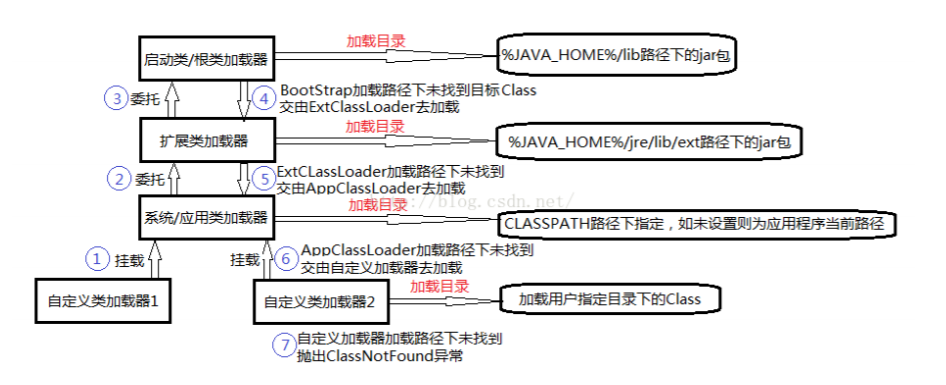 加载目录
启动类/根类加载器
%JAVA_HOME%/lib路径下的jar包
③ 委托
④ BootStrap加载路径下未找到目标Class
交由ExtClassLoader去加载
加载目录
扩展类加载器
%JAVA_HOME%/jre/lib/ext路径下的jar包
② 委托
⑤ ExtCLassLoader加载路径下未找到
交由AppClassLoader去加载
//blog.csdn.net/
加载目录
系统/应用类加载器
CLASSPATH路径下指定，如未设置则为应用程序当前路径
① 挂载
挂载
⑥ AppClassLoader加载路径下未找到
交由自定义加载器去加载
加载目录
自定义类加载器1
自定义类加载器2
加载用户指定目录下的Class
⑦ 自定义加载器加载路径下未找到
抛出ClassNotFound异常